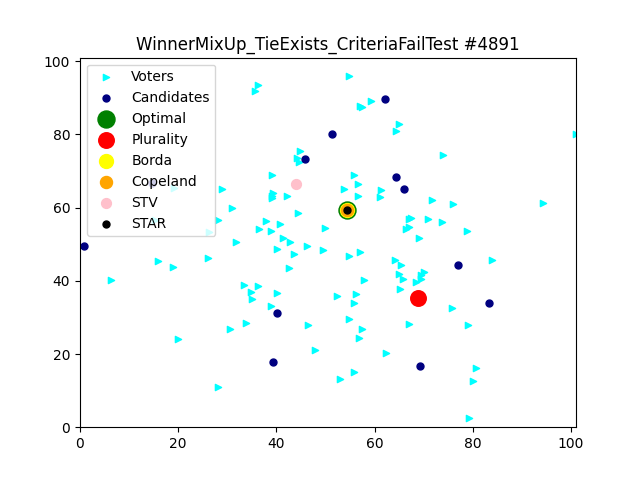 WinnerMixUp_TieExists_CriteriaFailTest #4891
100
80
60
40
20
0
0 20 40 60 80 100
Voters
Candidates
Optimal
Plurality
Borda
Copeland
STV
STAR